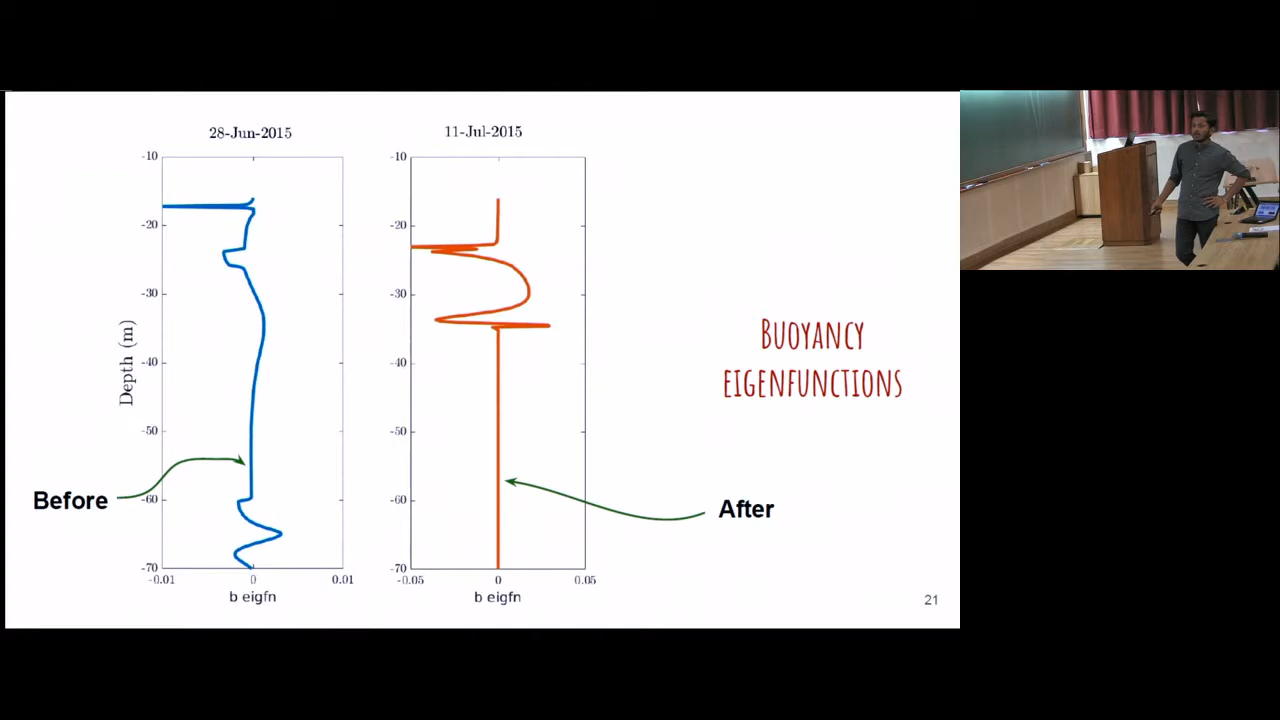 28-Jun-2015
11-Jul-2015
-10
-20
-30
-40
-50
-60
-70
Depth (m)
-0.01
0
0.01
b eigfn
-10
-20
-30
-40
-50
-60
-70
-0.05
0
0.05
b eigfn
Before
After
BUOYANCY
EIGENFUNCTIONS
21